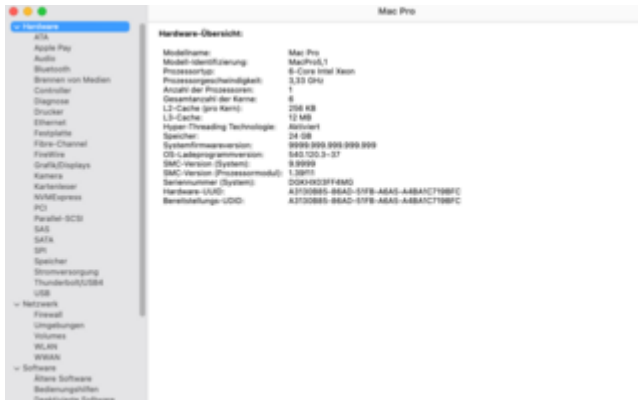 Mac Pro
Hardware
ATA
Apple Pay
Audio
Bluetooth
Brennen von Medien
Controller
Diagnose
Drucker
Ethernet
Festplatte
Fibre-Channel
FireWire
Grafik/Displays
Kamera
Kartenleser
NVMExpress
PCI
Parallel-SCSI
SAS
SATA
SPI
Speicher
Stromversorgung
Thunderbolt/USB4
USB
Netzwerk
Firewall
Umgebungen
Volumes
WLAN
WWAN
Software
Ältere Software
Bedienungshilfen
Deaktivierte Software
Hardware-Übersicht:
Modellname: Mac Pro
Modell-Identifizierung: MacPro5,1
Prozessortyp: 6-Core Intel Xeon
Prozessorgeschwindigkeit: 3,33 GHz
Anzahl der Prozessoren: 1
Gesamtanzahl der Kerne: 6
L2-Cache (pro Kern): 256 KB
L3-Cache: 12 MB
Hyper-Threading Technologie: Aktiviert
Speicher: 24 GB
Systemfirmwareversion: 9999.999.999.999.999
OS-Ladeprogrammversion: 540.120.3~37
SMC-Version (System): 9.9999
SMC-Version (Prozessormodul): 1.39f11
Seriennummer (System):
Hardware-UUID:
Bereitstellungs-UDID: